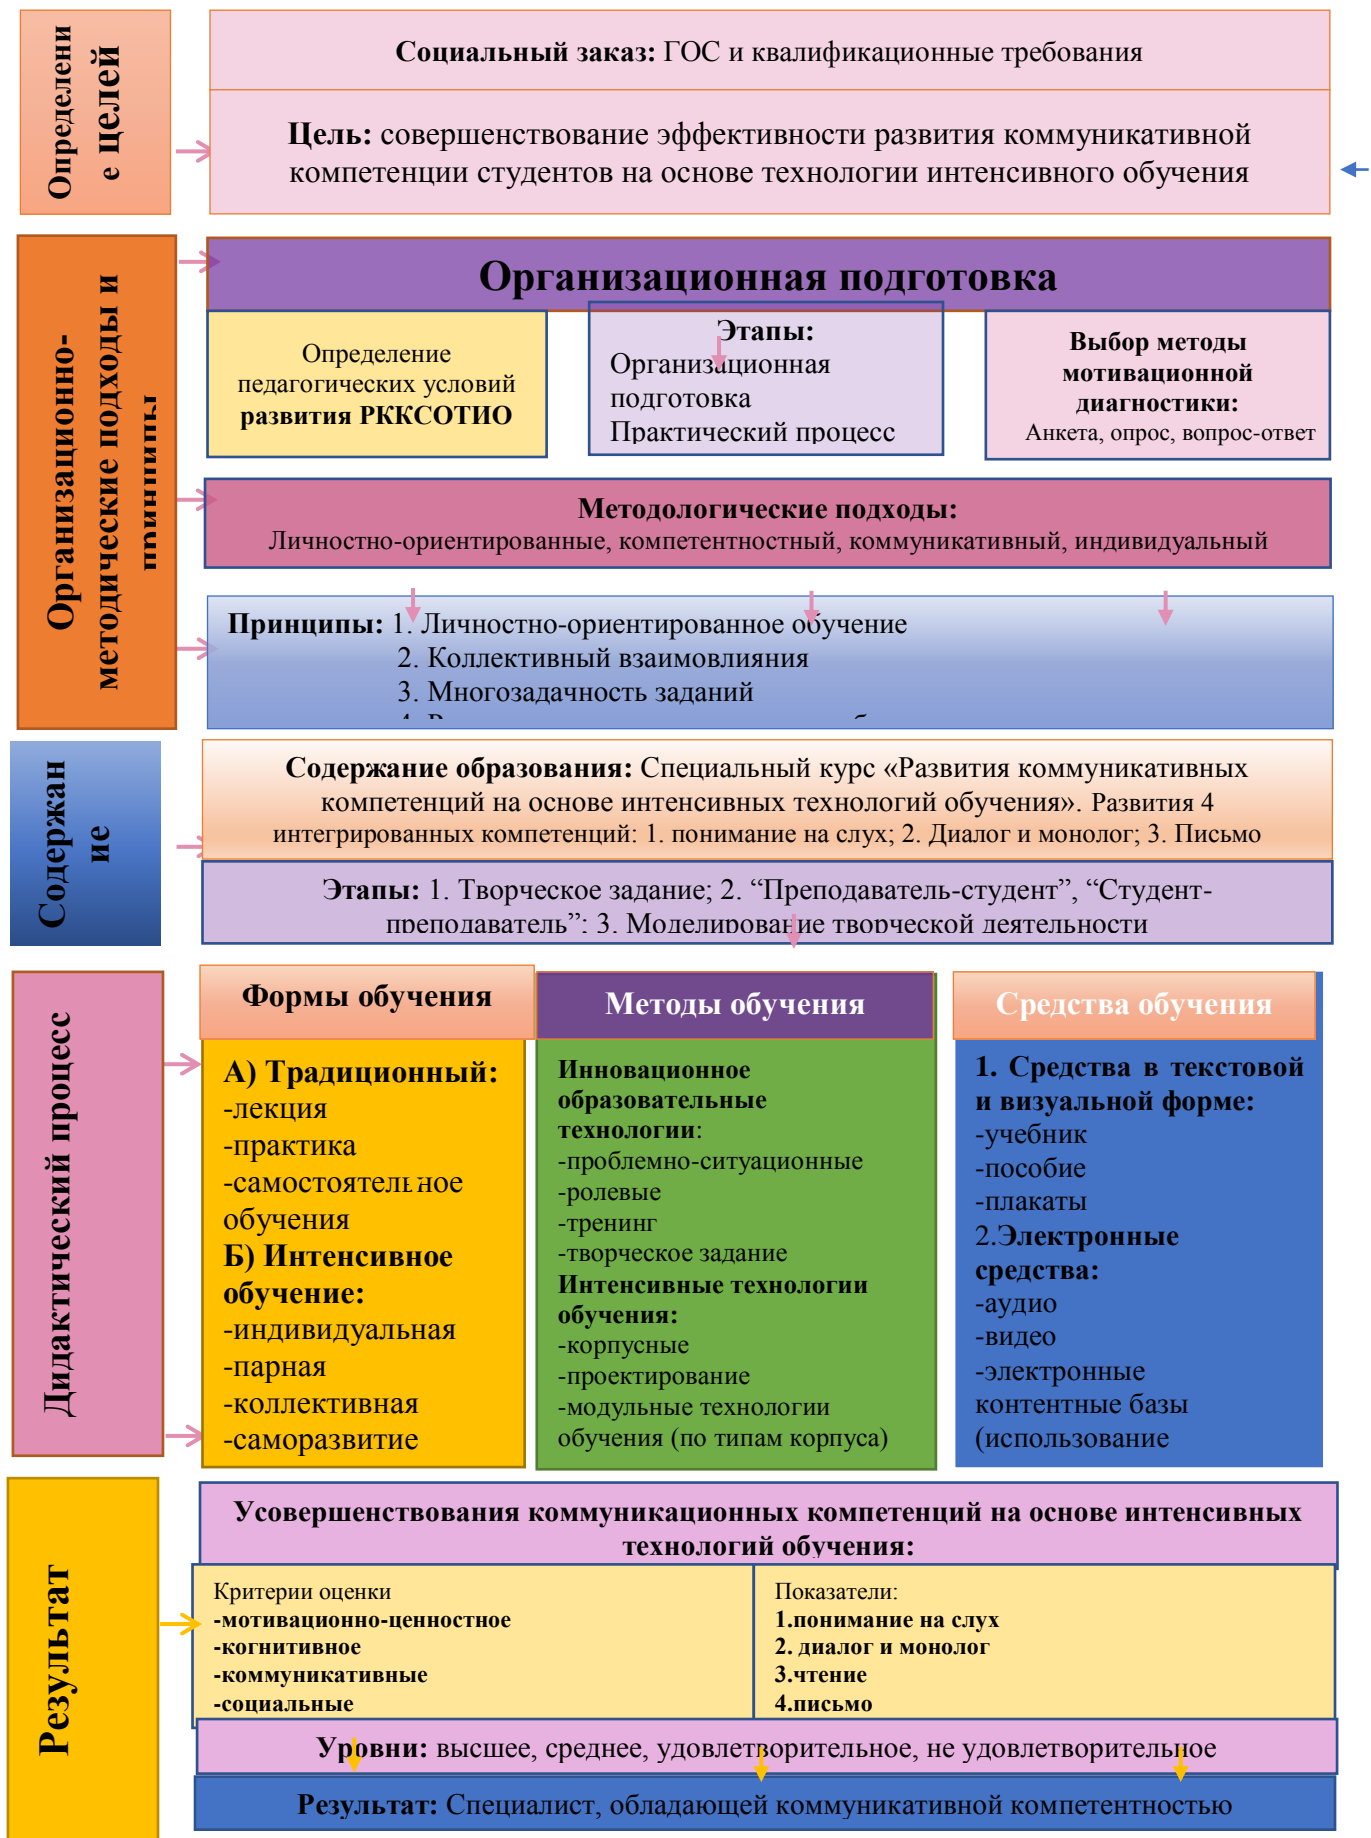 Определени
е целей
Социальный заказ: ГОС и квалификационные требования
Цель: совершенствование эффективности развития коммуникативной
компетенции студентов на основе технологии интенсивного обучения
Организационно-
методические подходы и
принципы
Организационная подготовка
Определение
педагогических условий
развития РККСОТИО
Этапы:
Организационная
подготовка
Практический процесс
Выбор методы
мотивационной
диагностики:
Анкета, опрос, вопрос-ответ
Методологические подходы:
Личностно-ориентированные, компетентностный, коммуникативный, индивидуальный
Принципы: 1. Личностно-ориентированное обучение
2. Коллективный взаимовлияния
3. Многозадачность заданий
Содержан
ие
Содержание образования: Специальный курс «Развития коммуникативных
компетенций на основе интенсивных технологий обучения». Развития 4
интегрированных компетенций: 1. понимание на слух; 2. Диалог и монолог; 3. Письмо
Этапы: 1. Творческое задание; 2. “Преподаватель-студент”, “Студент-
преподаватель”; 3. Моделирование творческой деятельности
Дидактический процесс
Формы обучения
А) Традиционный:
-лекция
-практика
-самостоятельное
обучения
Б) Интенсивное
обучение:
-индивидуальная
-парная
-коллективная
-саморазвитие
Методы обучения
Инновационное
образовательные
технологии:
-проблемно-ситуационные
-ролевые
-тренинг
-творческое задание
Интенсивные технологии
обучения:
-корпусные
-проектирование
-модульные технологии
обучения (по типам корпуса)
Средства обучения
1. Средства в текстовой
и визуальной форме:
-учебник
-пособие
-плакаты
2.Электронные
средства:
-аудио
-видео
-электронные
контентные базы
(использование
Результат
Усовершенствования коммуникационных компетенций на основе интенсивных
технологий обучения:
Критерии оценки
-мотивационно-ценностное
-когнитивное
-коммуникативные
-социальные
Показатели:
1.понимание на слух
2. диалог и монолог
3.чтение
4.письмо
Уровни: высшее, среднее, удовлетворительное, не удовлетворительное
Результат: Специалист, обладающей коммуникативной компетентностью